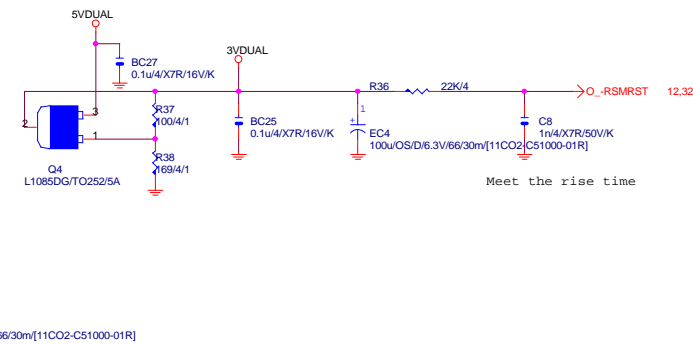 5VDUAL
3VDUAL
BC27
0.1u/4/X7R/16V/K
R36
22K/4
O_-RSMRST 12,32
3
R37
100/4/1
2
1
BC25
0.1u/4/X7R/16V/K
1
+
EC4
100u/OS/D/6.3V/66/30m/[11CO2-C51000-01R]
C8
1n/4/X7R/50V/K
R38
169/4/1
Q4
L1085DG/TO252/5A
Meet the rise time
66/30m/[11CO2-C51000-01R]